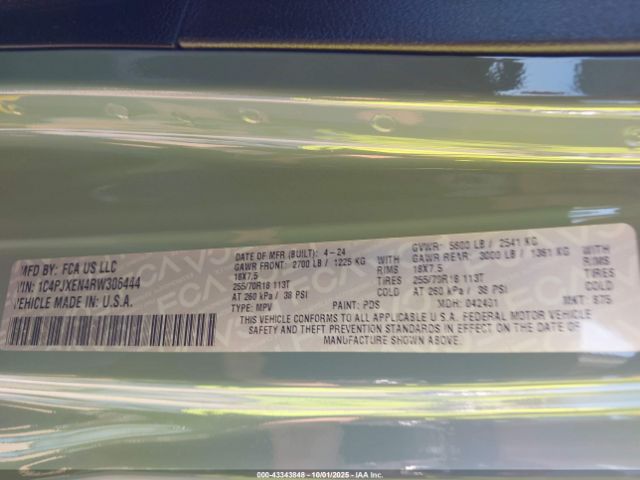 MFD BY: FCA US LLC
VIN: 1C4PJXEN4RW306444
VEHICLE MADE IN: U.S.A.
DATE OF MFR (BUILT): 4-24
GAWR FRONT: 2700 LB / 1225 KG
18X7.5
255/70R18 113T
AT 260 kPa / 38 PSI
TYPE: MPV
WITH
RIMS
TIRES
COLD
PAINT: PDS
GVWR: 5600 LB / 2541 KG
GAWR REAR: 3000 LB / 1361 KG
18X7.5
255/70R18 113T
AT 260 kPa / 38 PSI
MDH: 042401
WITH
RIMS
TIRES
COLD
MKT: 875
THIS VEHICLE CONFORMS TO ALL APPLICABLE U.S.A. FEDERAL MOTOR VEHICLE
SAFETY AND THEFT PREVENTION STANDARDS IN EFFECT ON THE DATE OF
MANUFACTURE SHOWN ABOVE.
000-43343848 - 10/01/2025 - IAA Inc.